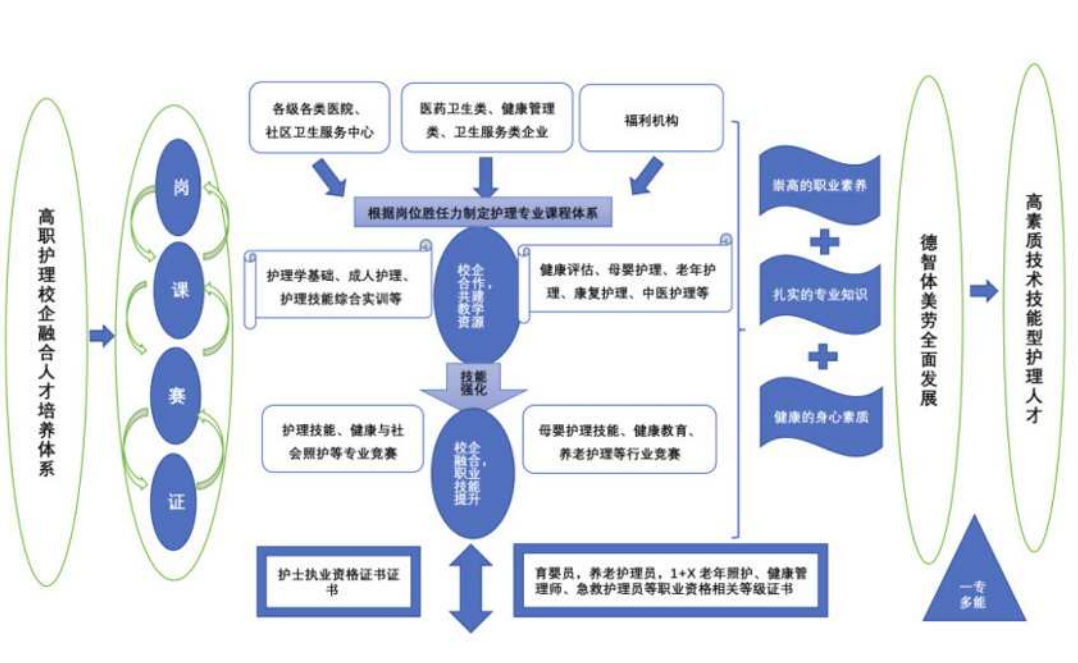 高职护理校企融合人才培养体系
岗
课
赛
证
各级各类医院、
社区卫生服务中心
医药卫生类、健康管理
类、卫生服务类企业
福利机构
根据岗位胜任力制定护理专业课程体系
护理学基础、成人护理、
护理技能综合实训等
校企
合作，
共建
教学
资源
健康评估、母婴护理、老年护
理、康复护理、中医护理等
技能
强化
护理技能、健康与社
会照护等专业竞赛
校企
融合，
职业
技能
提升
母婴护理技能、健康教育、
养老护理等行业竞赛
护士执业资格证书证
书
育婴员，养老护理员，1+X 老年照护、健康管
理师、急救护理员等职业资格相关等级证书
崇高的职业素养
扎实的专业知识
健康的身心素质
德智体美劳全面发展
高素质技术技能型护理人才
一专
多能